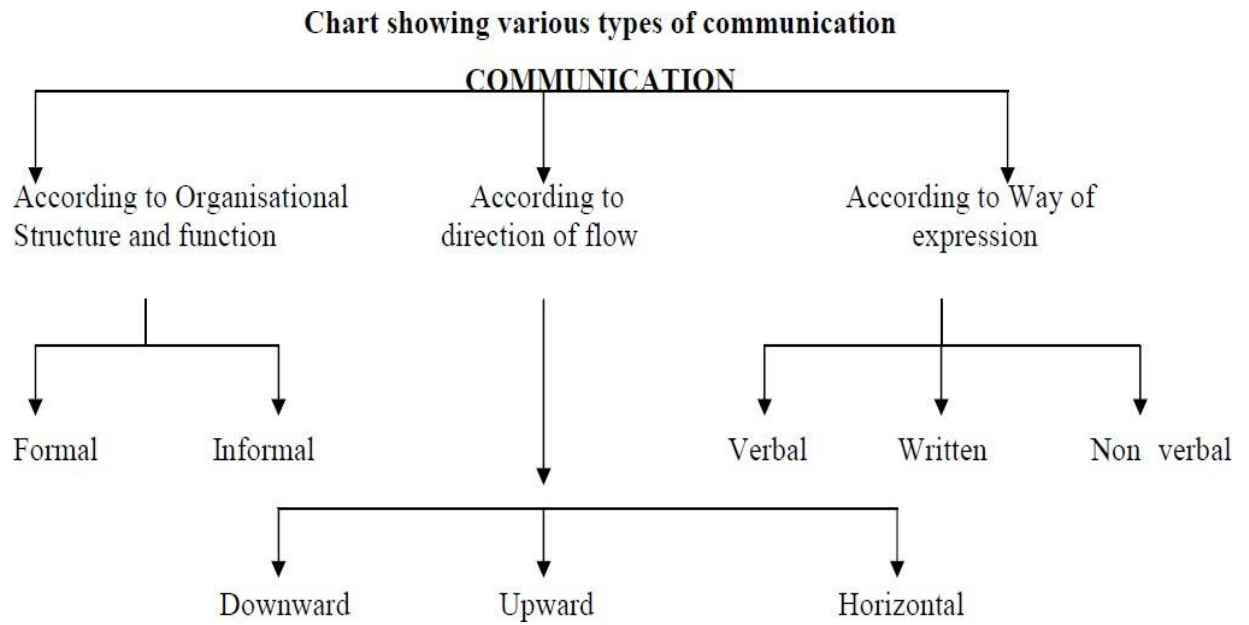 Chart showing various types of communication
COMMUNICATION
According to Organisational
Structure and function
According to
direction of flow
According to Way of
expression
Formal
Informal
Verbal
Written
Non verbal
Downward
Upward
Horizontal